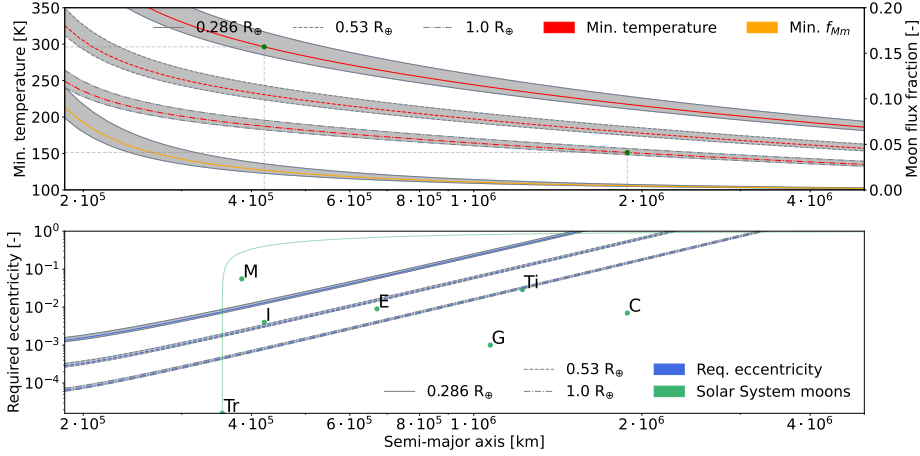 350
300
250
200
150
100
Min. temperature [K]
0.286 R⊕
0.53 R⊕
1.0 R⊕
Min. temperature
Min. f_Mm
0.20
0.15
0.10
0.05
0.00
Moon flux fraction [-]
2 · 10⁵
4 · 10⁵
6 · 10⁵
8 · 10⁵
1 · 10⁶
2 · 10⁶
4 · 10⁶
10⁰
10⁻¹
10⁻²
10⁻³
10⁻⁴
Required eccentricity [-]
M
I
E
Ti
C
G
Tr
0.286 R⊕
0.53 R⊕
1.0 R⊕
Req. eccentricity
Solar System moons
2 · 10⁵
4 · 10⁵
6 · 10⁵
8 · 10⁵
1 · 10⁶
2 · 10⁶
4 · 10⁶
Semi-major axis [km]